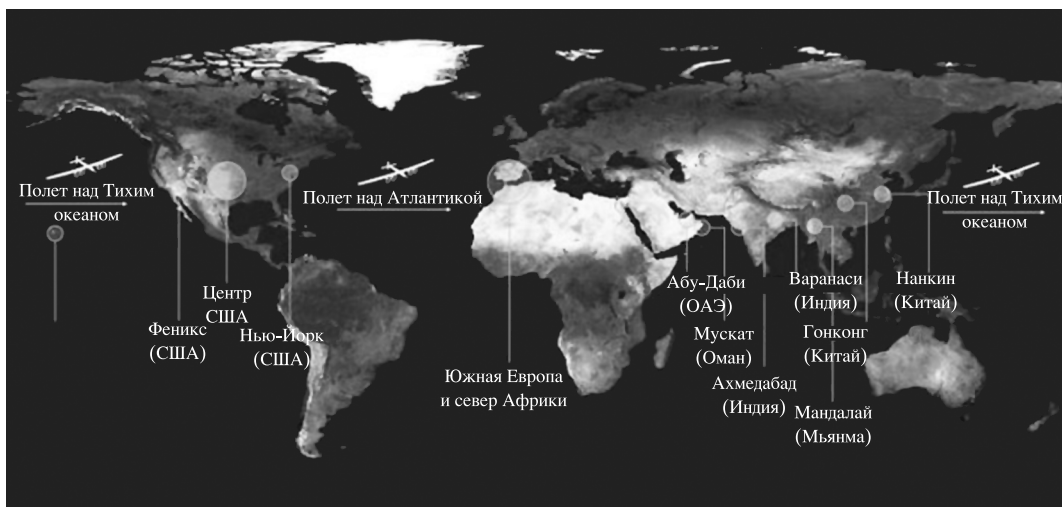 Полет над Тихим
океаном
Полет над Атлантикой
Полет над Тихим
океаном
Центр
США
Феникс
(США)
Нью-Йорк
(США)
Южная Европа
и север Африки
Абу-Даби
(ОАЭ)
Мускат
(Оман)
Ахмедабад
(Индия)
Варанаси
(Индия)
Гонконг
(Китай)
Мандалай
(Мьянма)
Нанкин
(Китай)